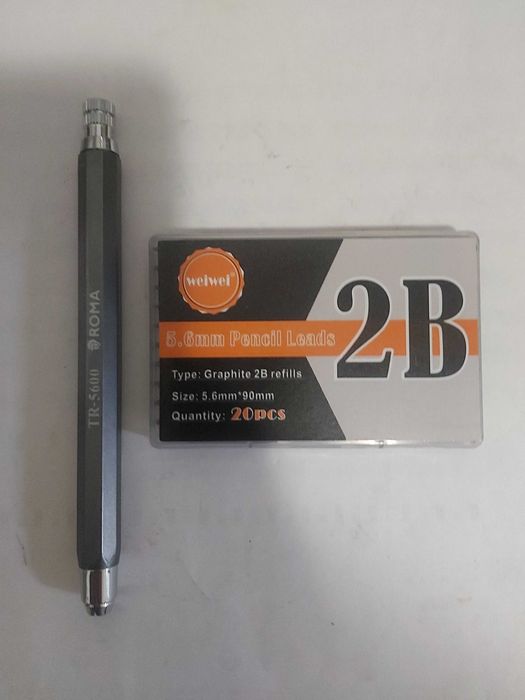 TR-5600 ROMA
weiwei®
5.6mm Pencil Leads
2B
Type: Graphite 2B refills
Size: 5.6mm*90mm
Quantity: 20pcs